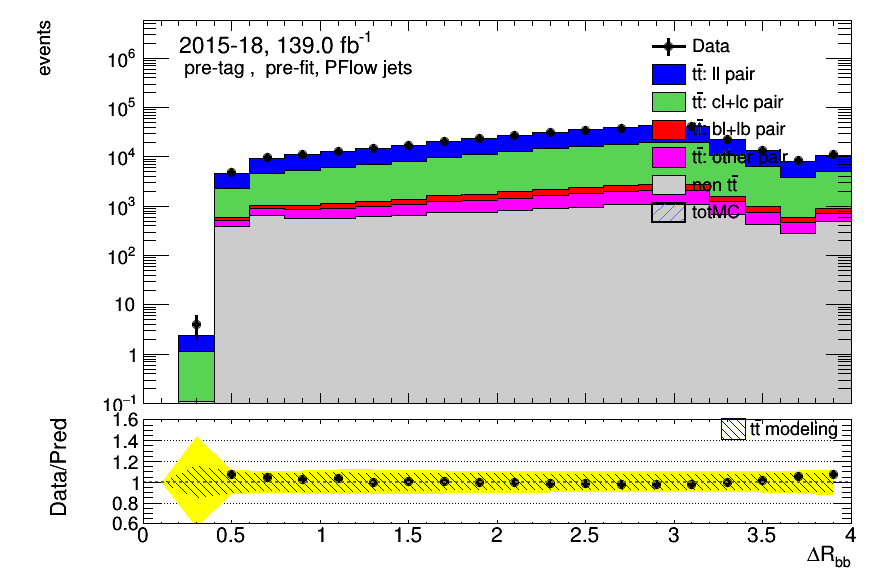 events
2015-18, 139.0 fb⁻¹
pre-tag , pre-fit, PFlow jets
Data
tt̄: ll pair
tt̄: cl+lc pair
tt̄: bl+lb pair
tt̄: other pair
non tt̄
totMC
10⁶
10⁵
10⁴
10³
10²
10
1
10⁻¹
Data/Pred
tt̄ modeling
1.6
1.4
1.2
1
0.8
0.6
0 0.5 1 1.5 2 2.5 3 3.5 4
ΔR_bb